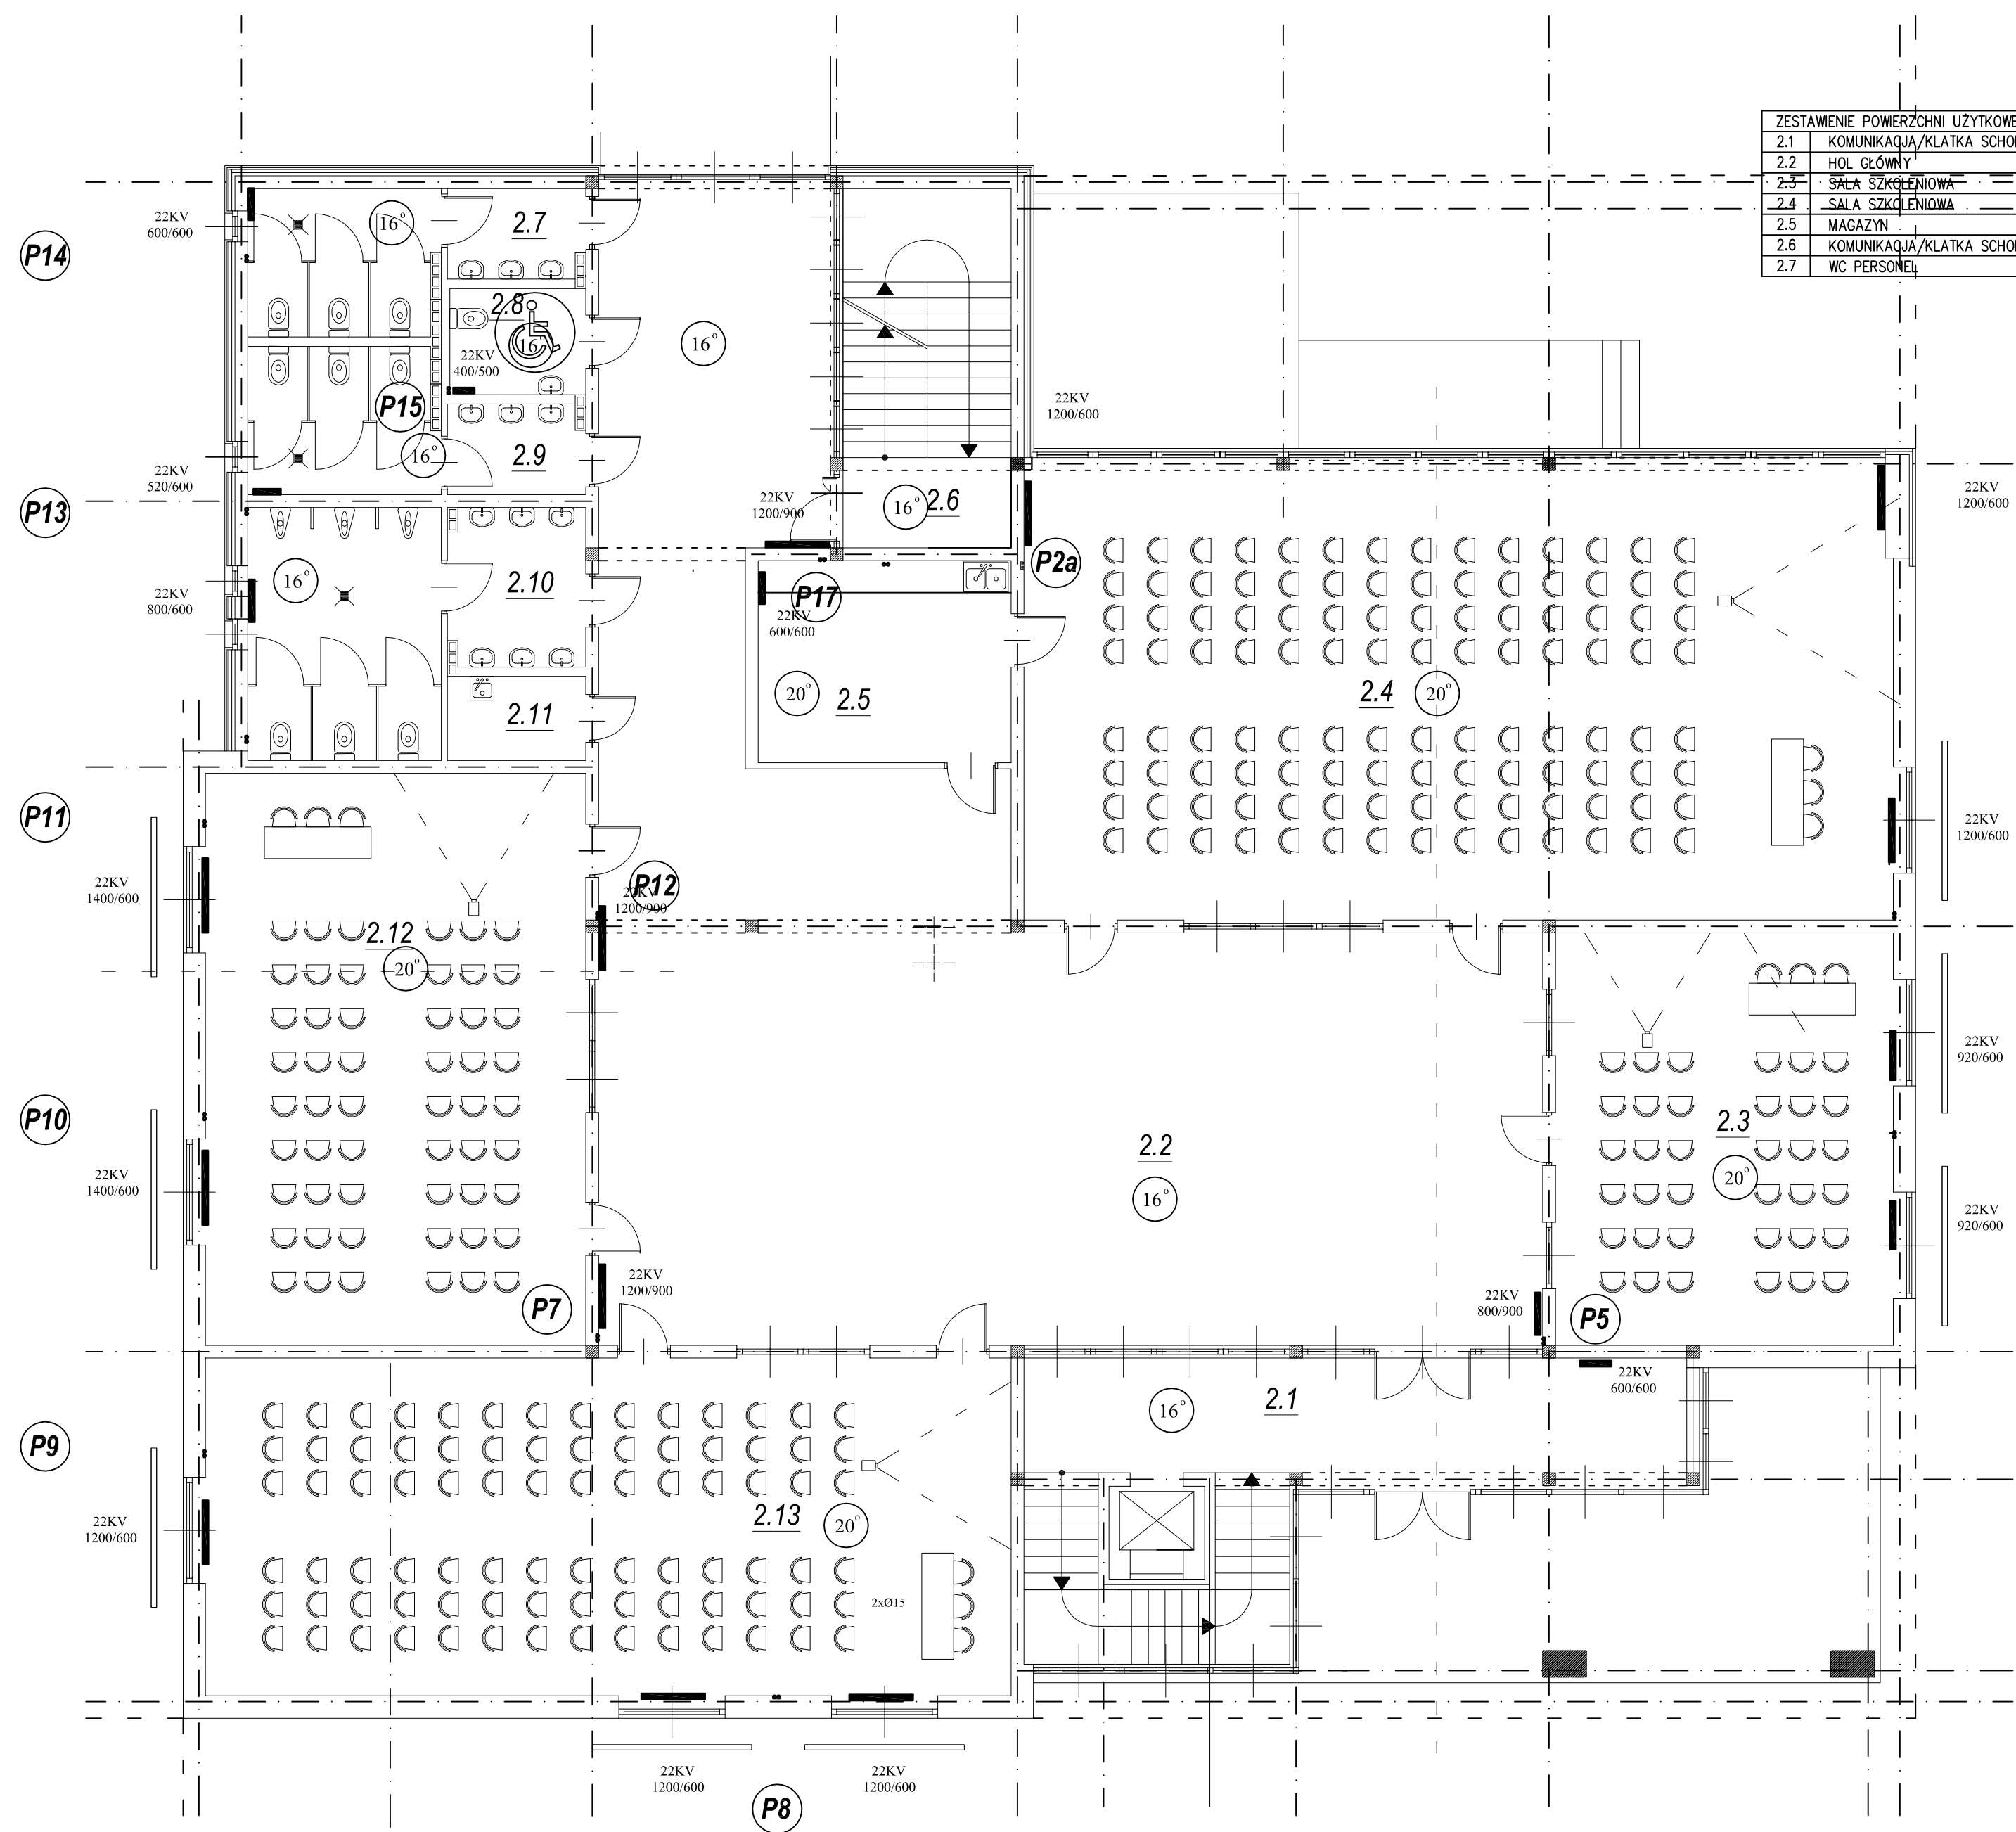 ZESTAWIENIE POWIERZCHNI UŻYTKOWE
2.1 KOMUNIKACJA/KLATKA
2.2 HOL GŁÓWNY
2.3 SALA SZKOLENIOWA
2.4 SALA SZKOLENIOWA
2.5 MAGAZYN
2.6 KOMUNIKACJA/KLATKA
2.7 WC PERSONEL
22KV
600/600
16°
2.7
P14
2.8
16°
16°
22KV
400/500
22KV
1200/600
P15
16°
2.9
22KV
520/600
22KV
1200/900
16°
2.6
22KV
1200/600
P13
P2a
16°
2.10
22KV
800/600
P17
22KV
600/600
20°
2.5
2.4
20°
2.11
P11
22KV
1200/600
22KV
1400/600
P12
22KV
1200/900
2.12
20°
22KV
920/600
P10
2.2
16°
2.3
20°
22KV
1400/600
22KV
920/600
22KV
1200/900
P7
22KV
800/900
P5
22KV
600/600
16°
2.1
P9
2.13
20°
22KV
1200/600
2xØ15
22KV
1200/600
22KV
1200/600
P8